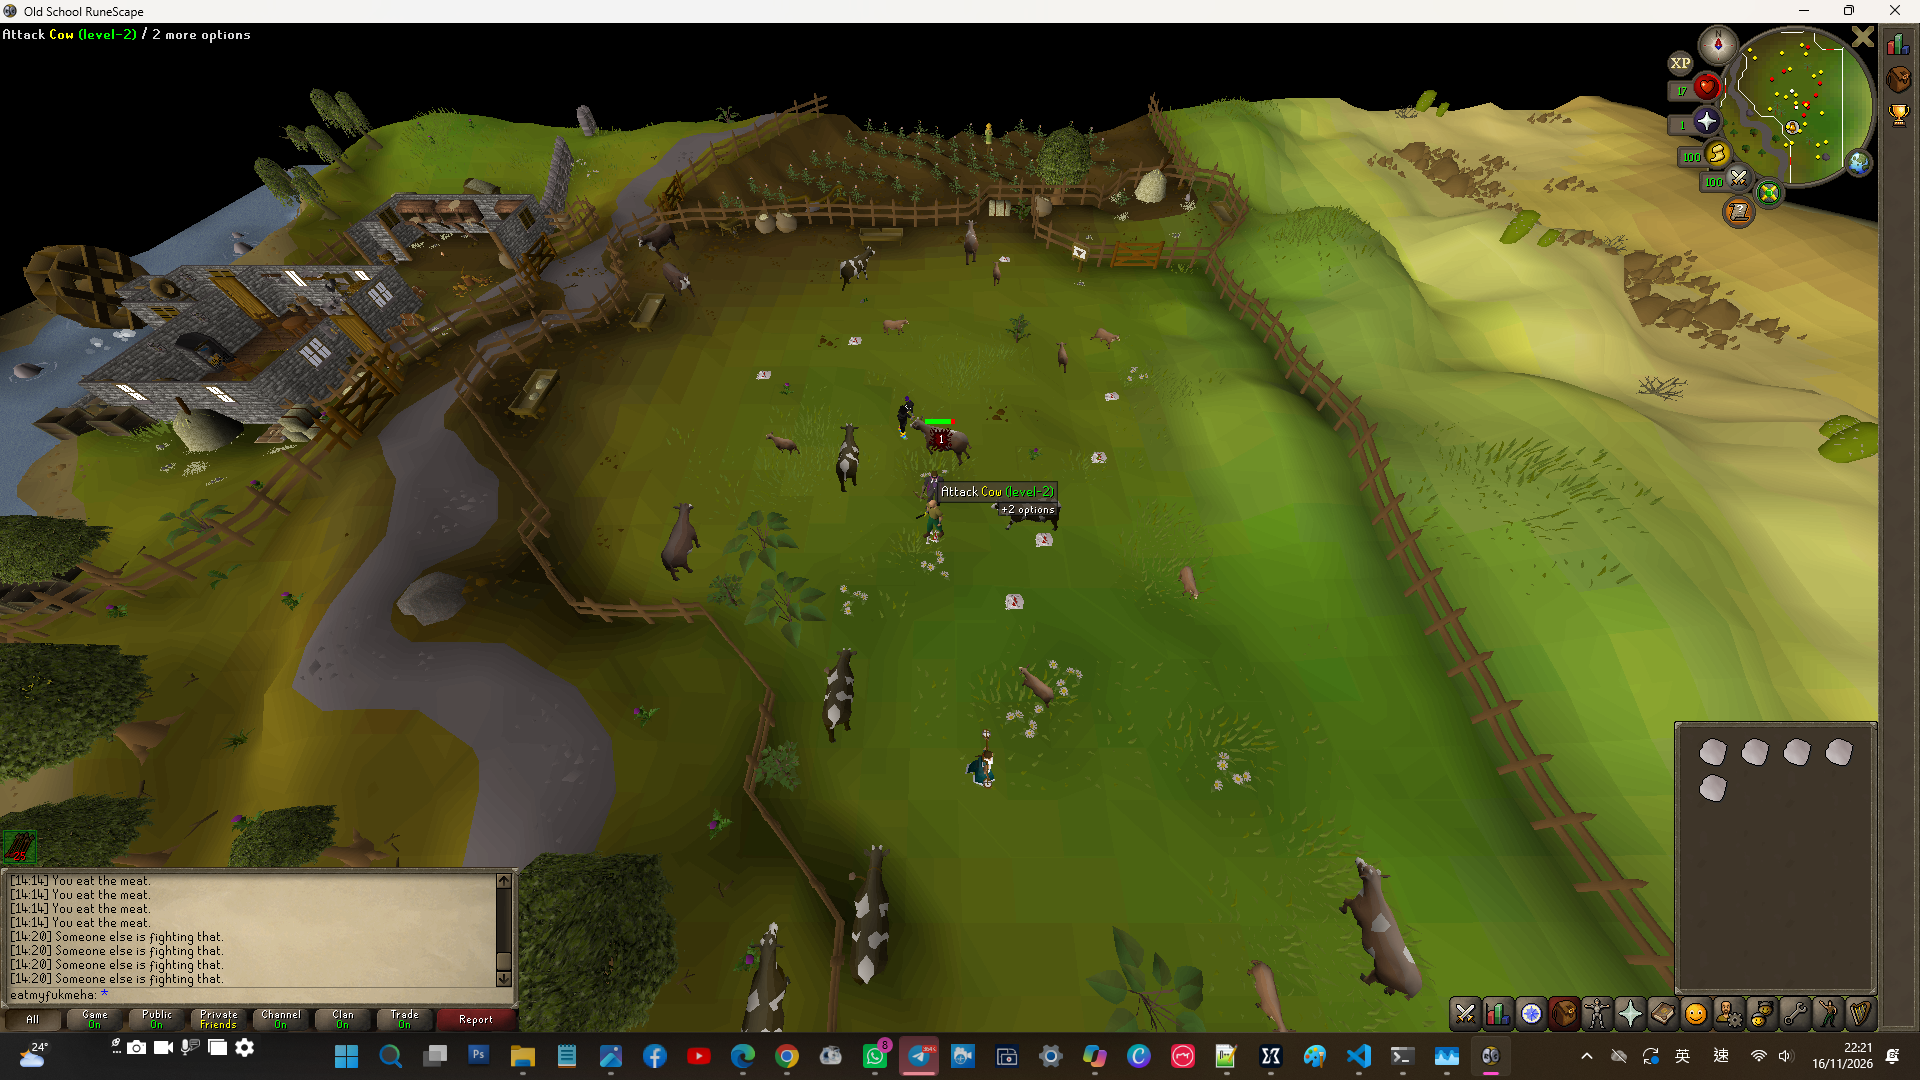 Old School RuneScape
Attack Cow (level-2) / 2 more options
N
XP
17
1
100
100
1
Attack Cow (level-2)
+2 options
~25
[14:14] You eat the meat.
[14:14] You eat the meat.
[14:14] You eat the meat.
[14:14] You eat the meat.
[14:20] Someone else is fighting that.
[14:20] Someone else is fighting that.
[14:20] Someone else is fighting that.
[14:20] Someone else is fighting that.
eatmyfukmeha: *
All
Game
On
Public
On
Private
Friends
Channel
On
Clan
On
Trade
On
Report
24°
Ps
8
英
速
22:21
16/11/2026